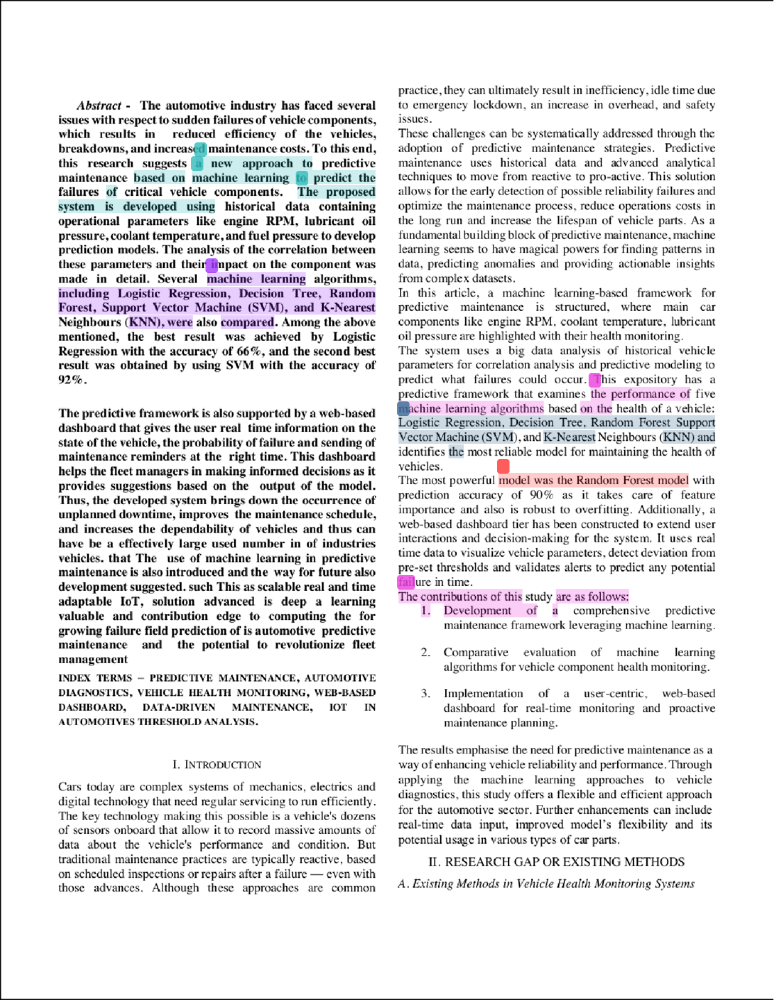 Abstract - The automotive industry has faced several
issues with respect to sudden failures of vehicle components,
which results in reduced efficiency of the vehicles,
breakdowns, and increased maintenance costs. To this end,
this research suggests a new approach to predictive
maintenance based on machine learning to predict the
failures of critical vehicle components. The proposed
system is developed using historical data containing
operational parameters like engine RPM, lubricant oil
pressure, coolant temperature, and fuel pressure to develop
prediction models. The analysis of the correlation between
these parameters and their impact on the component was
made in detail. Several machine learning algorithms,
including Logistic Regression, Decision Tree, Random
Forest, Support Vector Machine (SVM), and K-Nearest
Neighbours (KNN), were also compared. Among the above
mentioned, the best result was achieved by Logistic
Regression with the accuracy of 66%, and the second best
result was obtained by using SVM with the accuracy of
92%.
The predictive framework is also supported by a web-based
dashboard that gives the user real time information on the
state of the vehicle, the probability of failure and sending of
maintenance reminders at the right time. This dashboard
helps the fleet managers in making informed decisions as it
provides suggestions based on the output of the model.
Thus, the developed system brings down the occurrence of
unplanned downtime, improves the maintenance schedule,
and increases the dependability of vehicles and thus can
have be a effectively large used number in of industries
vehicles. that The use of machine learning in predictive
maintenance is also introduced and the way for future also
development suggested. such This as scalable real and time
adaptable IoT, solution advanced is deep a learning
valuable and contribution edge to computing the for
growing failure field prediction of is automotive predictive
maintenance and the potential to revolutionize fleet
management
INDEX TERMS – PREDICTIVE MAINTENANCE, AUTOMOTIVE
DIAGNOSTICS, VEHICLE HEALTH MONITORING, WEB-BASED
DASHBOARD, DATA-DRIVEN MAINTENANCE, IOT IN
AUTOMOTIVES THRESHOLD ANALYSIS.
I. INTRODUCTION
Cars today are complex systems of mechanics, electrics and
digital technology that need regular servicing to run efficiently.
The key technology making this possible is a vehicle's dozens
of sensors onboard that allow it to record massive amounts of
data about the vehicle's performance and condition. But
traditional maintenance practices are typically reactive, based
on scheduled inspections or repairs after a failure — even with
those advances. Although these approaches are common
practice, they can ultimately result in inefficiency, idle time due
to emergency lockdown, an increase in overhead, and safety
issues.
These challenges can be systematically addressed through the
adoption of predictive maintenance strategies. Predictive
maintenance uses historical data and advanced analytical
techniques to move from reactive to pro-active. This solution
allows for the early detection of possible reliability failures and
optimize the maintenance process, reduce operations costs in
the long run and increase the lifespan of vehicle parts. As a
fundamental building block of predictive maintenance, machine
learning seems to have magical powers for finding patterns in
data, predicting anomalies and providing actionable insights
from complex datasets.
In this article, a machine learning-based framework for
predictive maintenance is structured, where main car
components like engine RPM, coolant temperature, lubricant
oil pressure are highlighted with their health monitoring.
The system uses a big data analysis of historical vehicle
parameters for correlation analysis and predictive modeling to
predict what failures could occur. This expository has a
predictive framework that examines the performance of five
machine learning algorithms based on the health of a vehicle:
Logistic Regression, Decision Tree, Random Forest Support
Vector Machine (SVM), and K-Nearest Neighbours (KNN) and
identifies the most reliable model for maintaining the health of
vehicles.
The most powerful model was the Random Forest model with
prediction accuracy of 90% as it takes care of feature
importance and also is robust to overfitting. Additionally, a
web-based dashboard tier has been constructed to extend user
interactions and decision-making for the system. It uses real
time data to visualize vehicle parameters, detect deviation from
pre-set thresholds and validates alerts to predict any potential
failure in time.
The contributions of this study are as follows:
1. Development of a comprehensive predictive
maintenance framework leveraging machine learning.
2. Comparative evaluation of machine learning
algorithms for vehicle component health monitoring.
3. Implementation of a user-centric, web-based
dashboard for real-time monitoring and proactive
maintenance planning.
The results emphasise the need for predictive maintenance as a
way of enhancing vehicle reliability and performance. Through
applying the machine learning approaches to vehicle
diagnostics, this study offers a flexible and efficient approach
for the automotive sector. Further enhancements can include
real-time data input, improved model’s flexibility and its
potential usage in various types of car parts.
II. RESEARCH GAP OR EXISTING METHODS
A. Existing Methods in Vehicle Health Monitoring Systems